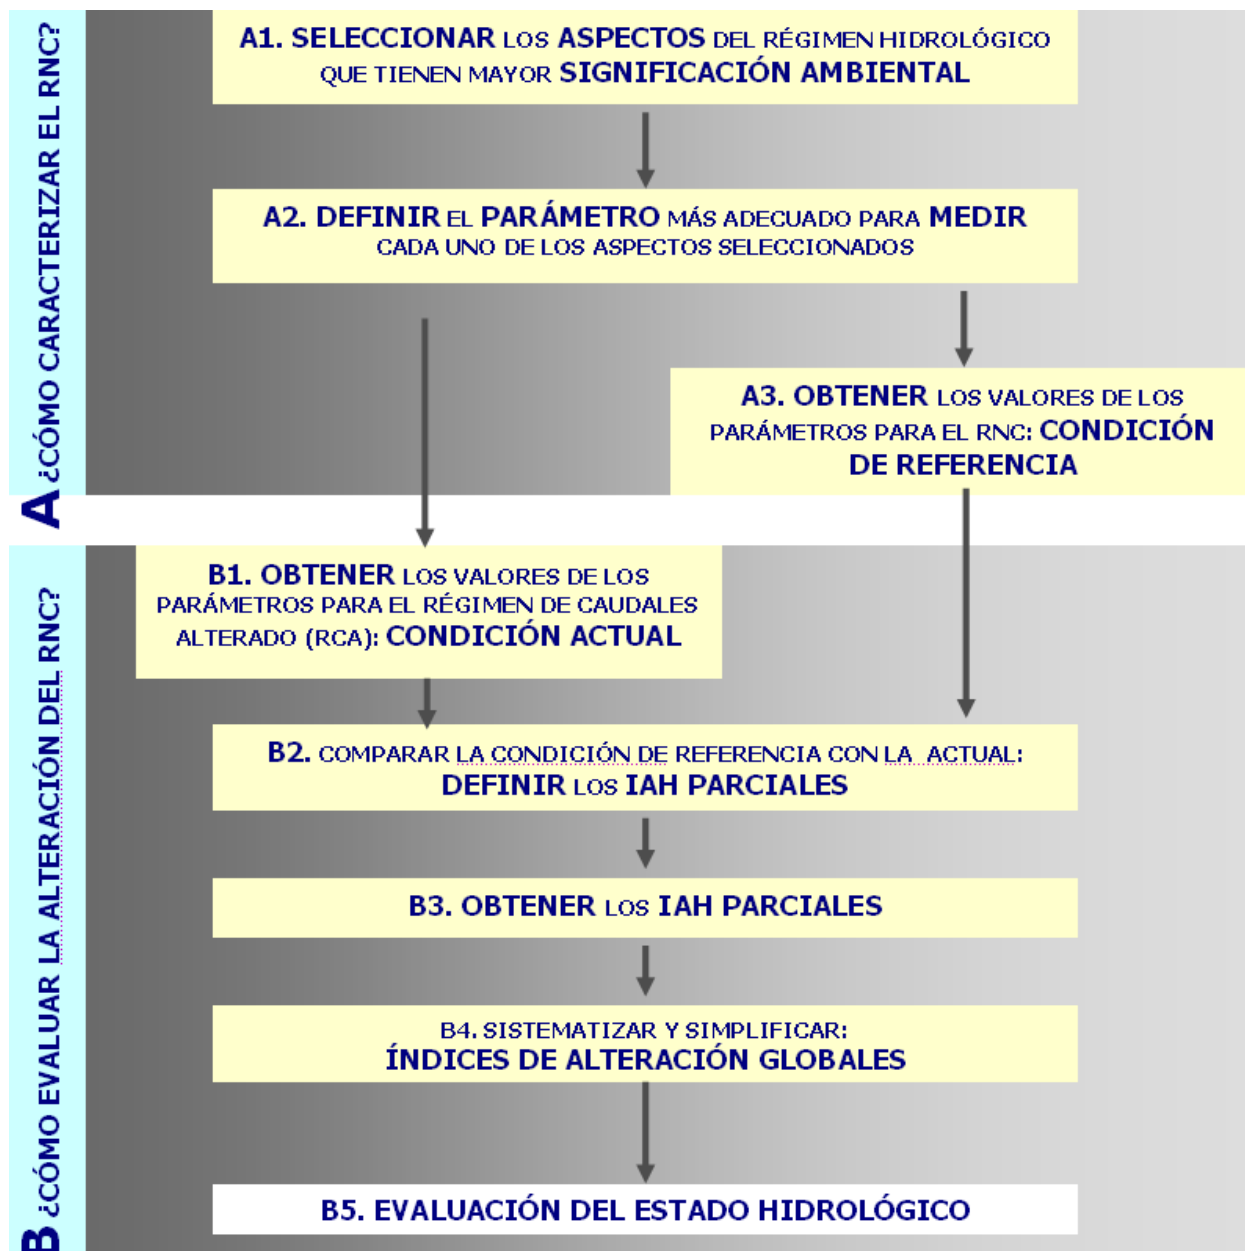 A ¿CÓMO CARACTERIZAR EL RNC?
A1. SELECCIONAR LOS ASPECTOS DEL RÉGIMEN HIDROLÓGICO
QUE TIENEN MAYOR SIGNIFICACIÓN AMBIENTAL
A2. DEFINIR EL PARÁMETRO MÁS ADECUADO PARA MEDIR
CADA UNO DE LOS ASPECTOS SELECCIONADOS
A3. OBTENER LOS VALORES DE LOS
PARÁMETROS PARA EL RNC: CONDICIÓN
DE REFERENCIA
B ¿CÓMO EVALUAR LA ALTERACIÓN DEL RNC?
B1. OBTENER LOS VALORES DE LOS
PARÁMETROS PARA EL RÉGIMEN DE CAUDALES
ALTERADO (RCA): CONDICIÓN ACTUAL
B2. COMPARAR LA CONDICIÓN DE REFERENCIA CON LA ACTUAL:
DEFINIR LOS IAH PARCIALES
B3. OBTENER LOS IAH PARCIALES
B4. SISTEMATIZAR Y SIMPLIFICAR:
ÍNDICES DE ALTERACIÓN GLOBALES
B5. EVALUACIÓN DEL ESTADO HIDROLÓGICO